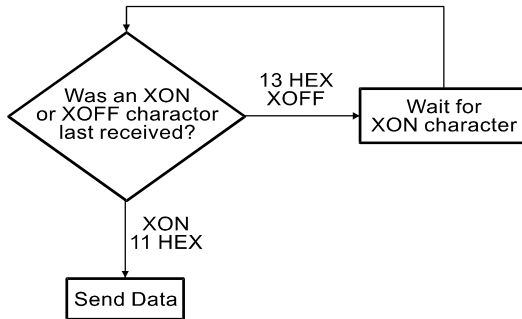 Was an XON
or XOFF charactor
last received?
13 HEX
XOFF
Wait for
XON character
XON
11 HEX
Send Data